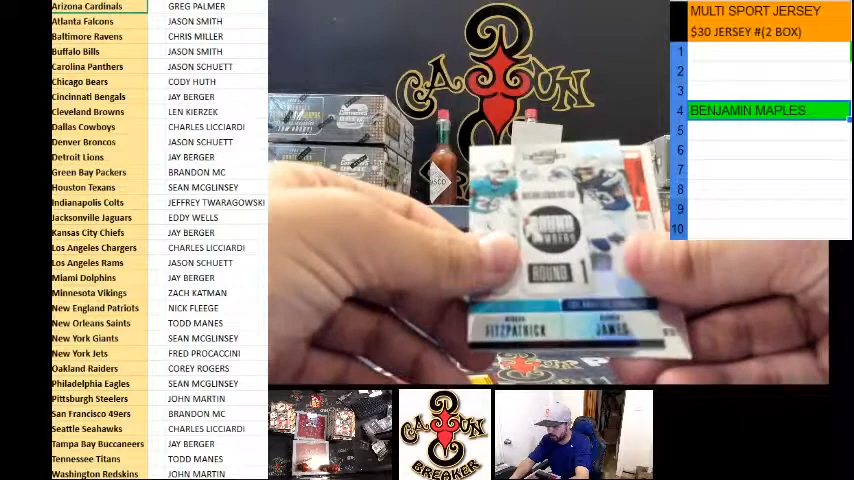 Arizona Cardinals GREG PALMER
Atlanta Falcons JASON SMITH
Baltimore Ravens CHRIS MILLER
Buffalo Bills JASON SMITH
Carolina Panthers JASON SCHUETT
Chicago Bears CODY HUTH
Cincinnati Bengals JAY BERGER
Cleveland Browns LEN KIERZEK
Dallas Cowboys CHARLES LICCIARDI
Denver Broncos JASON SCHUETT
Detroit Lions JAY BERGER
Green Bay Packers BRANDON MC
Houston Texans SEAN MCGLINSEY
Indianapolis Colts JEFFREY TWARAGOWSKI
Jacksonville Jaguars EDDY WELLS
Kansas City Chiefs JAY BERGER
Los Angeles Chargers CHARLES LICCIARDI
Los Angeles Rams JASON SCHUETT
Miami Dolphins JAY BERGER
Minnesota Vikings ZACH KATMAN
New England Patriots NICK FLEEGE
New Orleans Saints TODD MANES
New York Giants SEAN MCGLINSEY
New York Jets FRED PROCACCINI
Oakland Raiders COREY ROGERS
Philadelphia Eagles SEAN MCGLINSEY
Pittsburgh Steelers JOHN MARTIN
San Francisco 49ers BRANDON MC
Seattle Seahawks CHARLES LICCIARDI
Tampa Bay Buccaneers JAY BERGER
Tennessee Titans TODD MANES
Washington Redskins JOHN MARTIN
CAJUN
ROUND
NUMBERS
ROUND 1
FITZPATRICK
JAMES
CAJUN
BREAKER
MULTI SPORT JERSEY
$30 JERSEY #(2 BOX)
1
2
3
4 BENJAMIN MAPLES
5
6
7
8
9
10